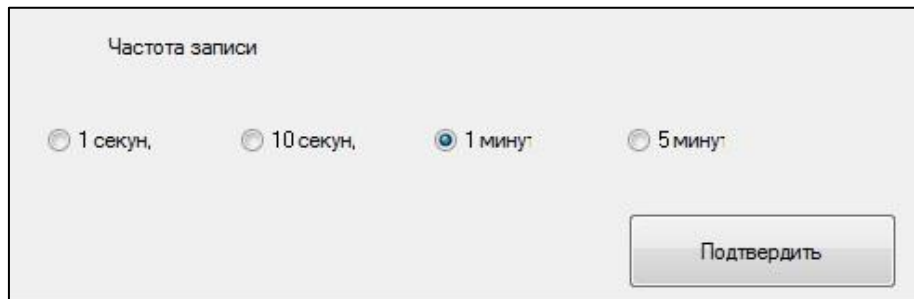 Частота записи
1 секун, 10 секун, 1 минут 5 минут
Подтвердить